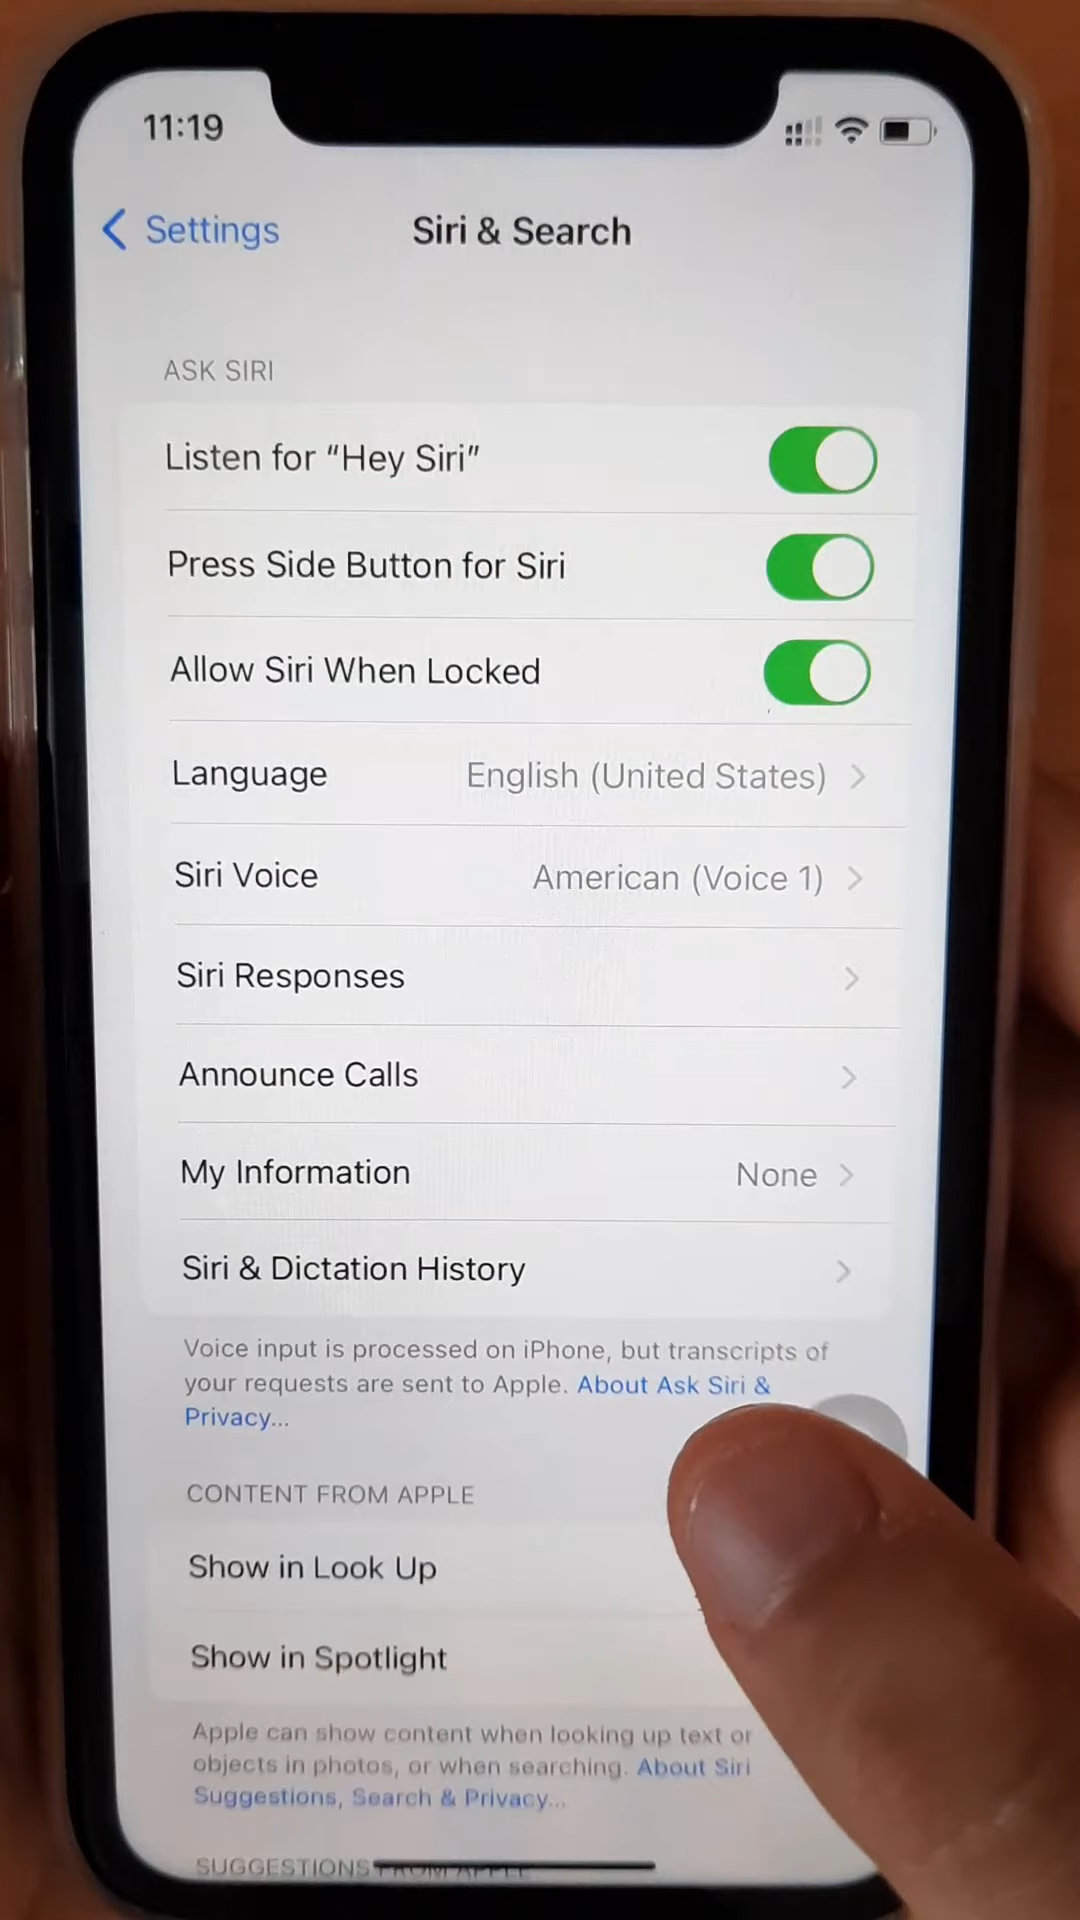 11:19
Settings
Siri & Search
ASK SIRI
Listen for “Hey Siri”
Press Side Button for Siri
Allow Siri When Locked
Language English (United States)
Siri Voice American (Voice 1)
Siri Responses
Announce Calls
My Information None
Siri & Dictation History
Voice input is processed on iPhone, but transcripts of
your requests are sent to Apple. About Ask Siri &
Privacy...
CONTENT FROM APPLE
Show in Look Up
Show in Spotlight
Apple can show content when looking up text or
objects in photos, or when searching. About Siri
Suggestions, Search & Privacy...
SUGGESTIONS FROM APPLE